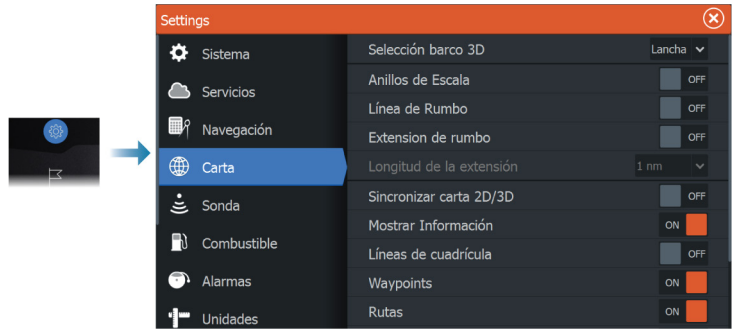 Settings
Sistema
Servicios
Navegación
Carta
Sonda
Combustible
Alarmas
Unidades
Selección barco 3D Lancha
Anillos de Escala OFF
Línea de Rumbo OFF
Extension de rumbo OFF
Longitud de la extensión 1 nm
Sincronizar carta 2D/3D OFF
Mostrar Información ON
Líneas de cuadrícula OFF
Waypoints ON
Rutas ON